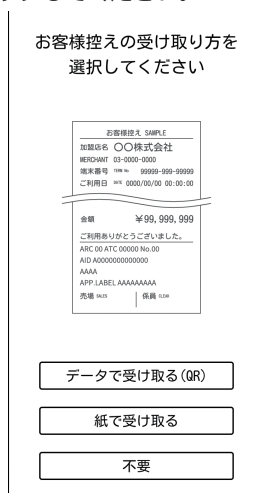 お客様控えの受け取り方を
選択してください
お客様控え SAMPLE
加盟店名 〇〇株式会社
MERCHANT 03-0000-0000
端末番号 TERM No 99999-999-99999
ご利用日 DATE 0000/00/00 00:00:00
金額 ￥99,999,999
ご利用ありがとうございました。
ARC 00 ATC 00000 No.00
AID A0000000000000
AAAA
APP.LABEL AAAAAAAAA
売場 SALES 係員 CLERK
データで受け取る(QR)
紙で受け取る
不要